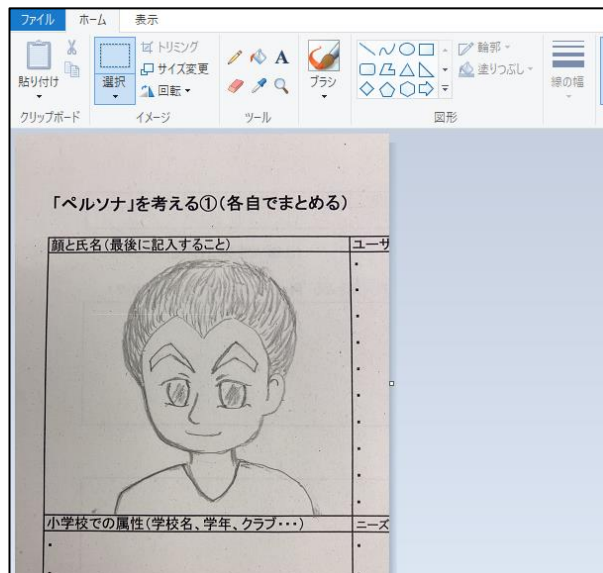 ファイル ホーム 表示
貼り付け
選択
トリミング
サイズ変更
回転
A
ブラシ
輪郭
塗りつぶし
線の幅
クリップボード イメージ ツール 図形
「ペルソナ」を考える①(各自でまとめる)
顔と氏名(最後に記入すること) ユーザ
・
・
・
・
・
・
・
・
・
・
小学校での属性(学校名、学年、クラブ・・・) ニーズ
・ ・